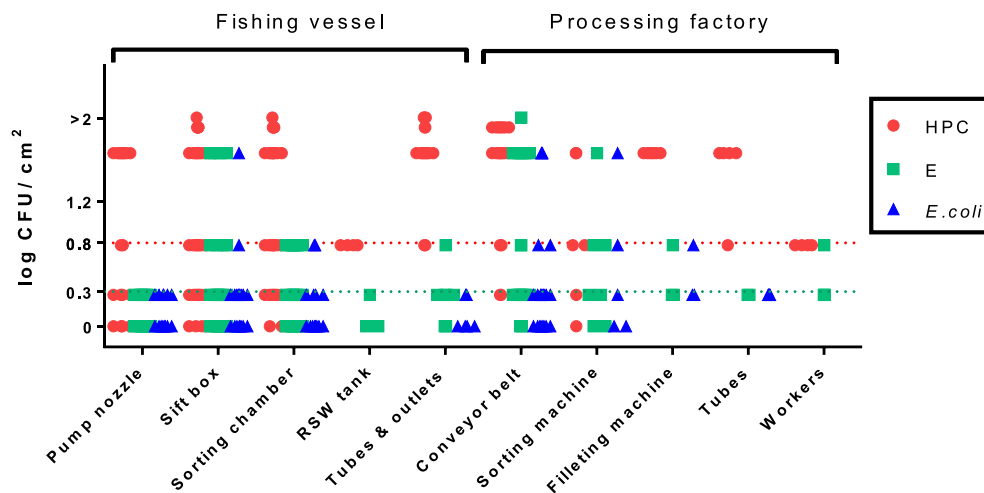 Fishing vessel
Processing factory
>2
1.2
0.8
0.3
0
log CFU/ cm2
Pump nozzle
Sift box
Sorting chamber
RSW tank
Tubes & outlets
Conveyor belt
Sorting machine
Filleting machine
Tubes
Workers
HPC
E
E.coli